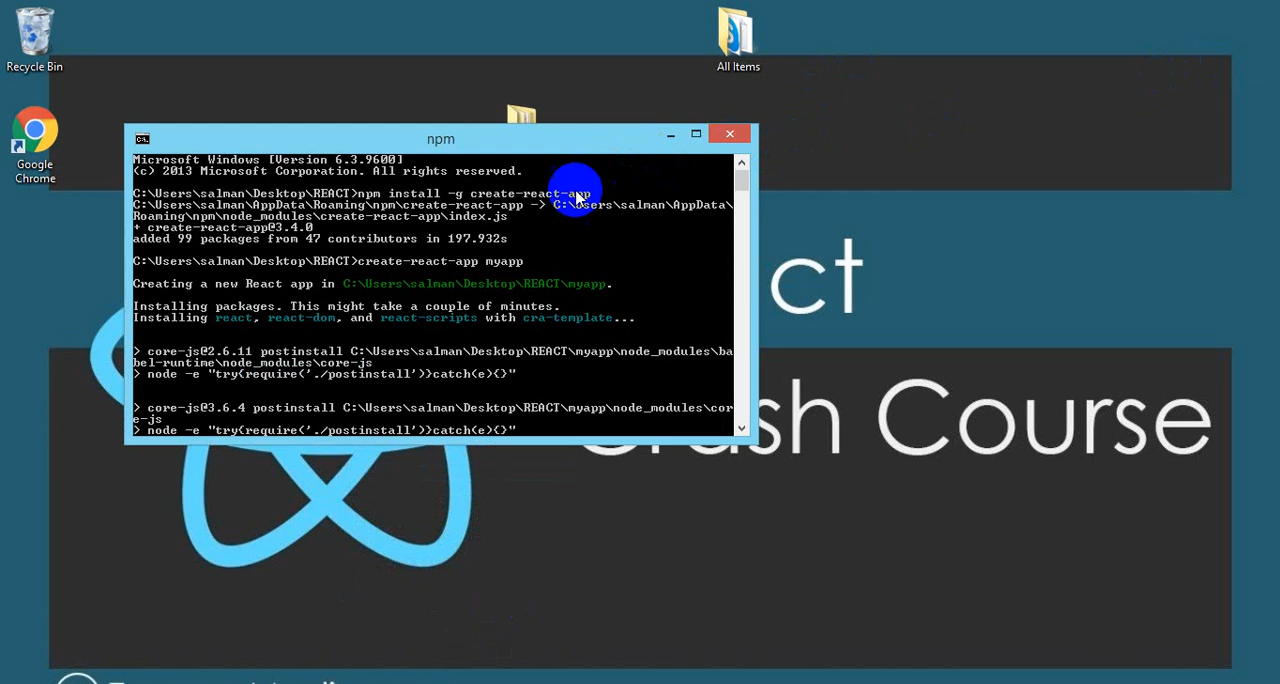 Recycle Bin
All Items
Google
Chrome
npm
Microsoft Windows [Version 6.3.9600]
(c) 2013 Microsoft Corporation. All rights reserved.
C:\Users\salman\Desktop\REACT>npm install -g create-react-app
C:\Users\salman\AppData\Roaming\npm\create-react-app -> C:\Users\salman\AppData\
Roaming\npm\node_modules\create-react-app\index.js
+ create-react-app@3.4.0
added 99 packages from 47 contributors in 197.932s
C:\Users\salman\Desktop\REACT>create-react-app myapp
Creating a new React app in C:\Users\salman\Desktop\REACT\myapp.
Installing packages. This might take a couple of minutes.
Installing react, react-dom, and react-scripts with cra-template...
> core-js@2.6.11 postinstall C:\Users\salman\Desktop\REACT\myapp\node_modules\ba
bel-runtime\node_modules\core-js
> node -e "try{require('./postinstall')}catch(e){}"
> core-js@3.6.4 postinstall C:\Users\salman\Desktop\REACT\myapp\node_modules\cor
e-js
> node -e "try{require('./postinstall')}catch(e){}"
ct
Crash Course